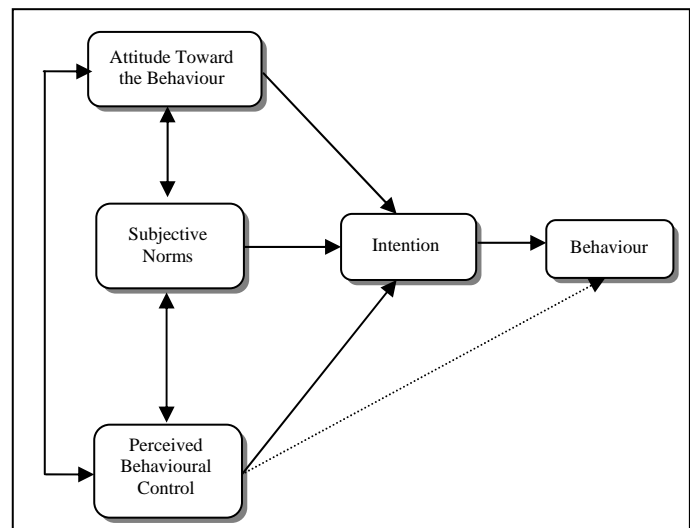 Attitude Toward
the Behaviour
Subjective
Norms
Intention
Behaviour
Perceived
Behavioural
Control